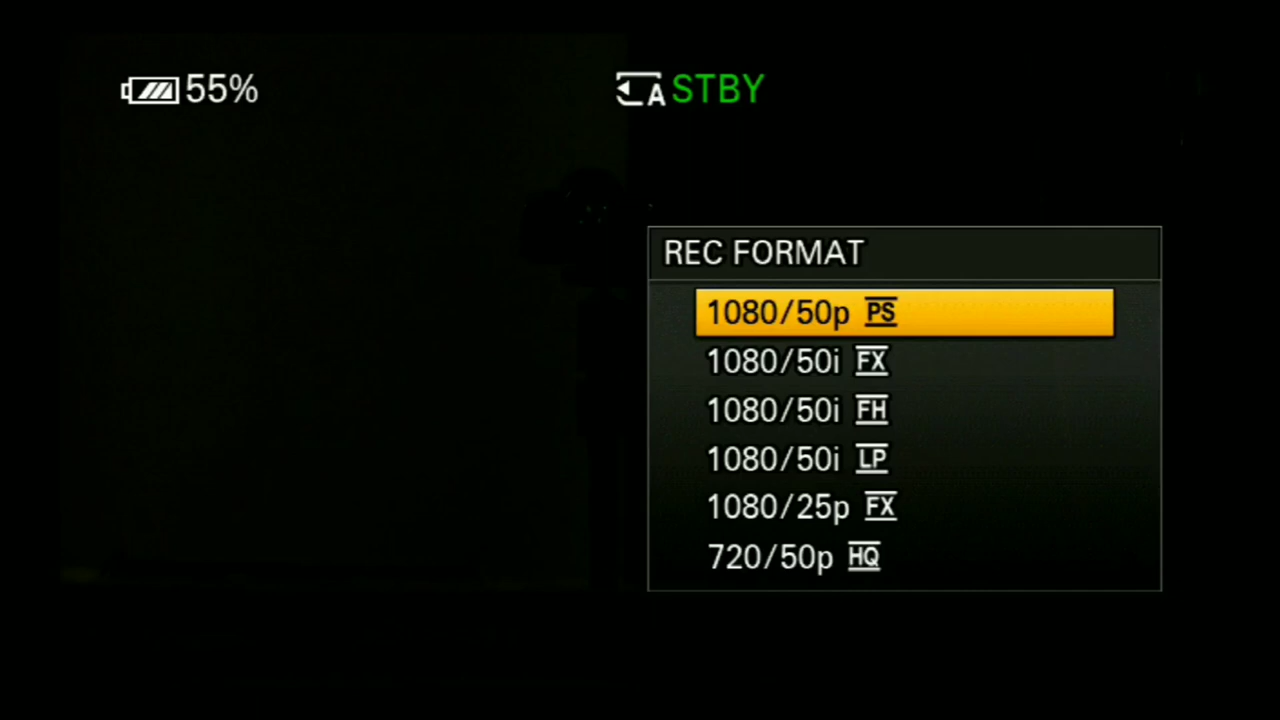 55%
A STBY
REC FORMAT
1080/50p PS
1080/50i FX
1080/50i FH
1080/50i LP
1080/25p FX
720/50p HQ